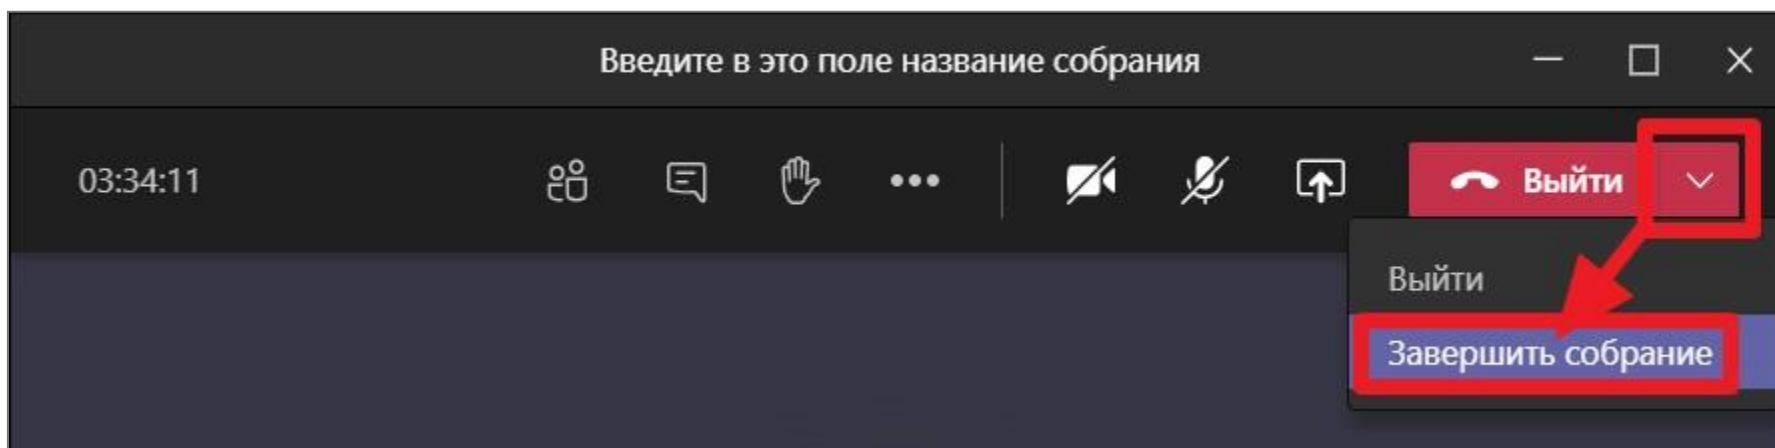 Введите в это поле название собрания
03:34:11
Выйти
Выйти
Завершить собрание